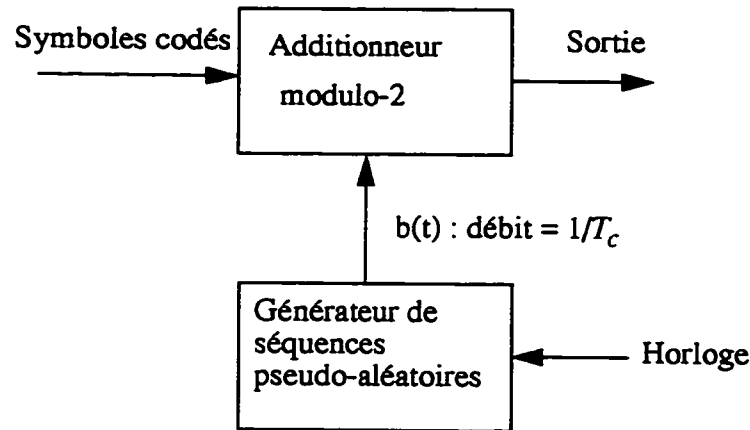 Symboles codés
Additionneur
modulo-2
Sortie
b(t) : débit = 1/T_c
Générateur de
séquences
pseudo-aléatoires
Horloge